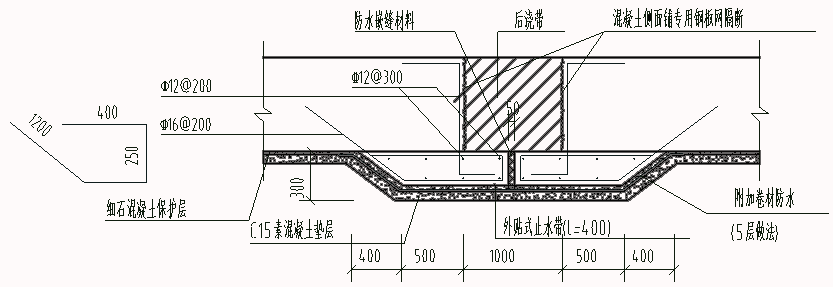 防水嵌缝材料
后浇带
混凝土侧面铺专用钢板网隔断
Φ12@200
Φ12@300
50
Φ16@200
1200
400
250
300
细石混凝土保护层
C15素混凝土垫层
外贴式止水带(L=400)
附加卷材防水
(5层做法)
400
500
1000
500
400